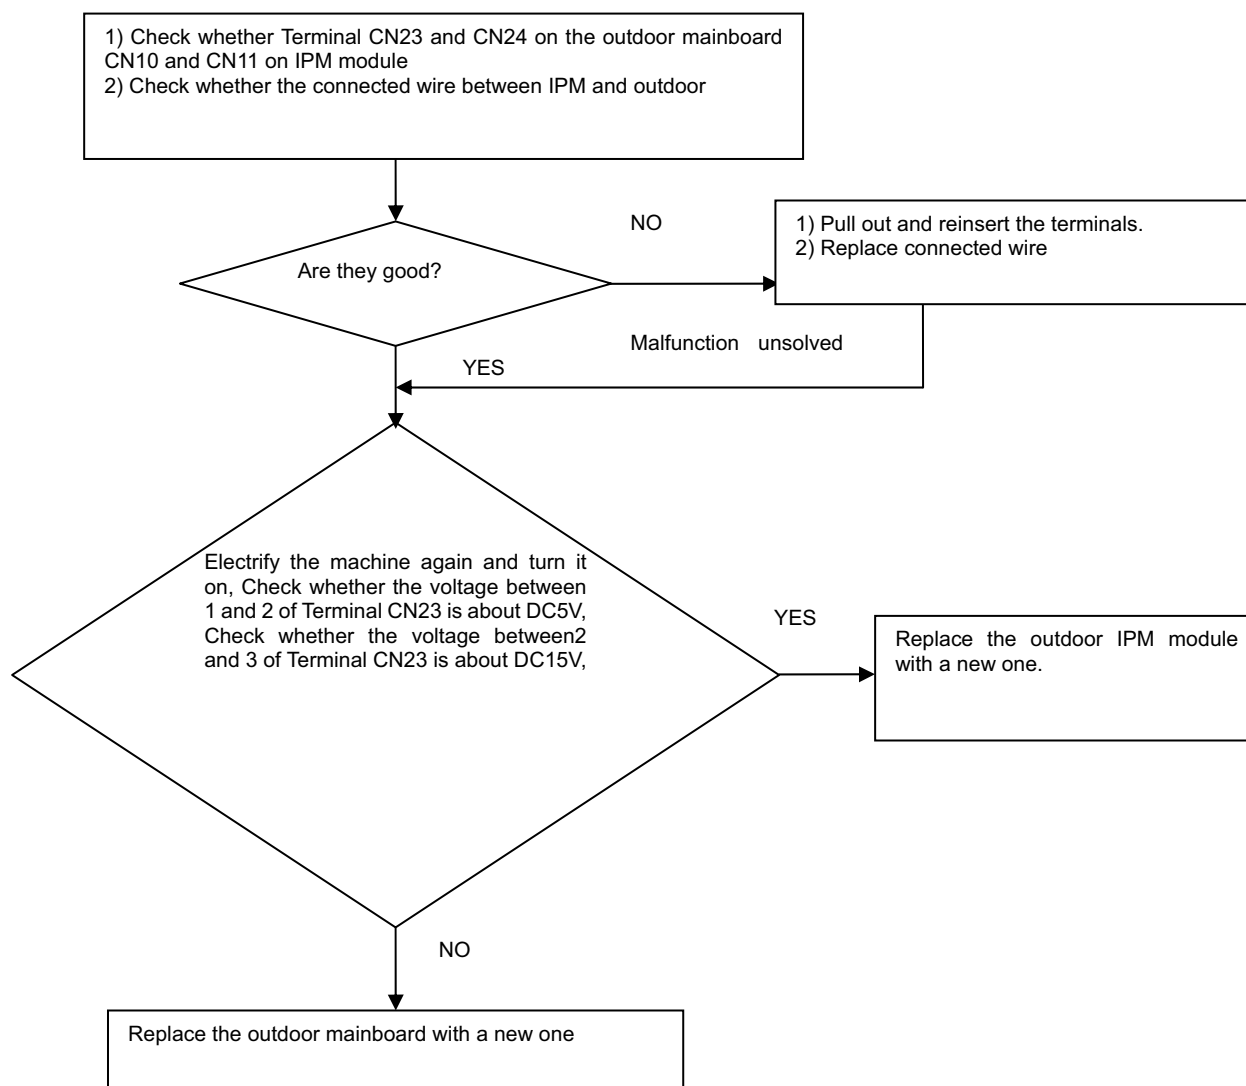 1) Check whether Terminal CN23 and CN24 on the outdoor mainboard
CN10 and CN11 on IPM module
2) Check whether the connected wire between IPM and outdoor
Are they good?
NO
1) Pull out and reinsert the terminals.
2) Replace connected wire
Malfunction unsolved
YES
Electrify the machine again and turn it
on, Check whether the voltage between
1 and 2 of Terminal CN23 is about DC5V,
Check whether the voltage between2
and 3 of Terminal CN23 is about DC15V,
YES
Replace the outdoor IPM module
with a new one.
NO
Replace the outdoor mainboard with a new one